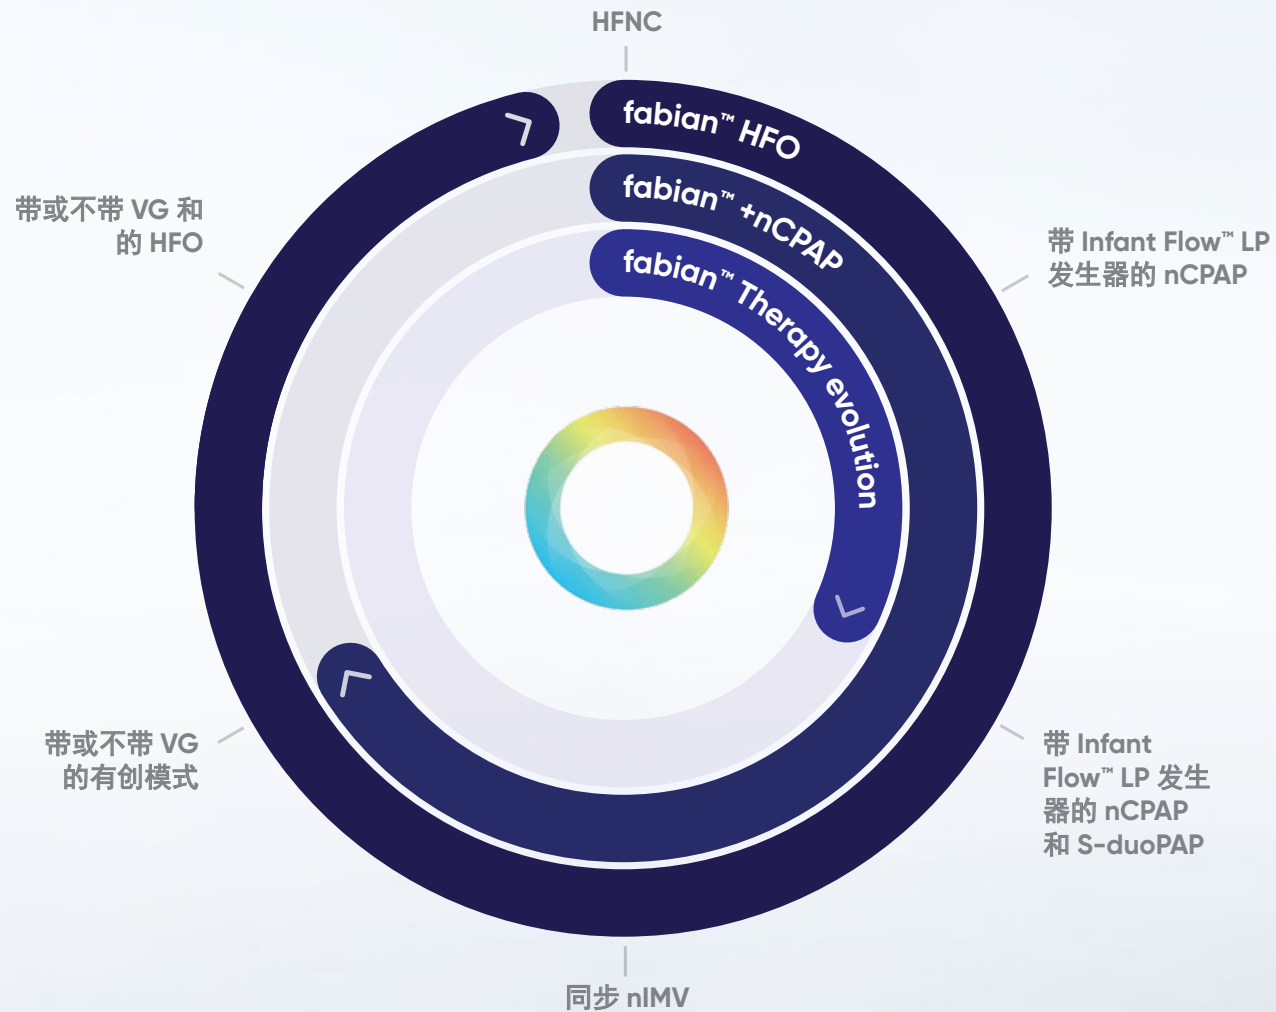 HFNC
fabian™ HFO
fabian™ +nCPAP
fabian™ Therapy evolution
带 Infant Flow™ LP
发生器的 nCPAP
带 Infant
Flow™ LP 发生
器的 nCPAP
和 S-duoPAP
同步 nIMV
带或不带 VG
的有创模式
带或不带 VG 和
的 HFO